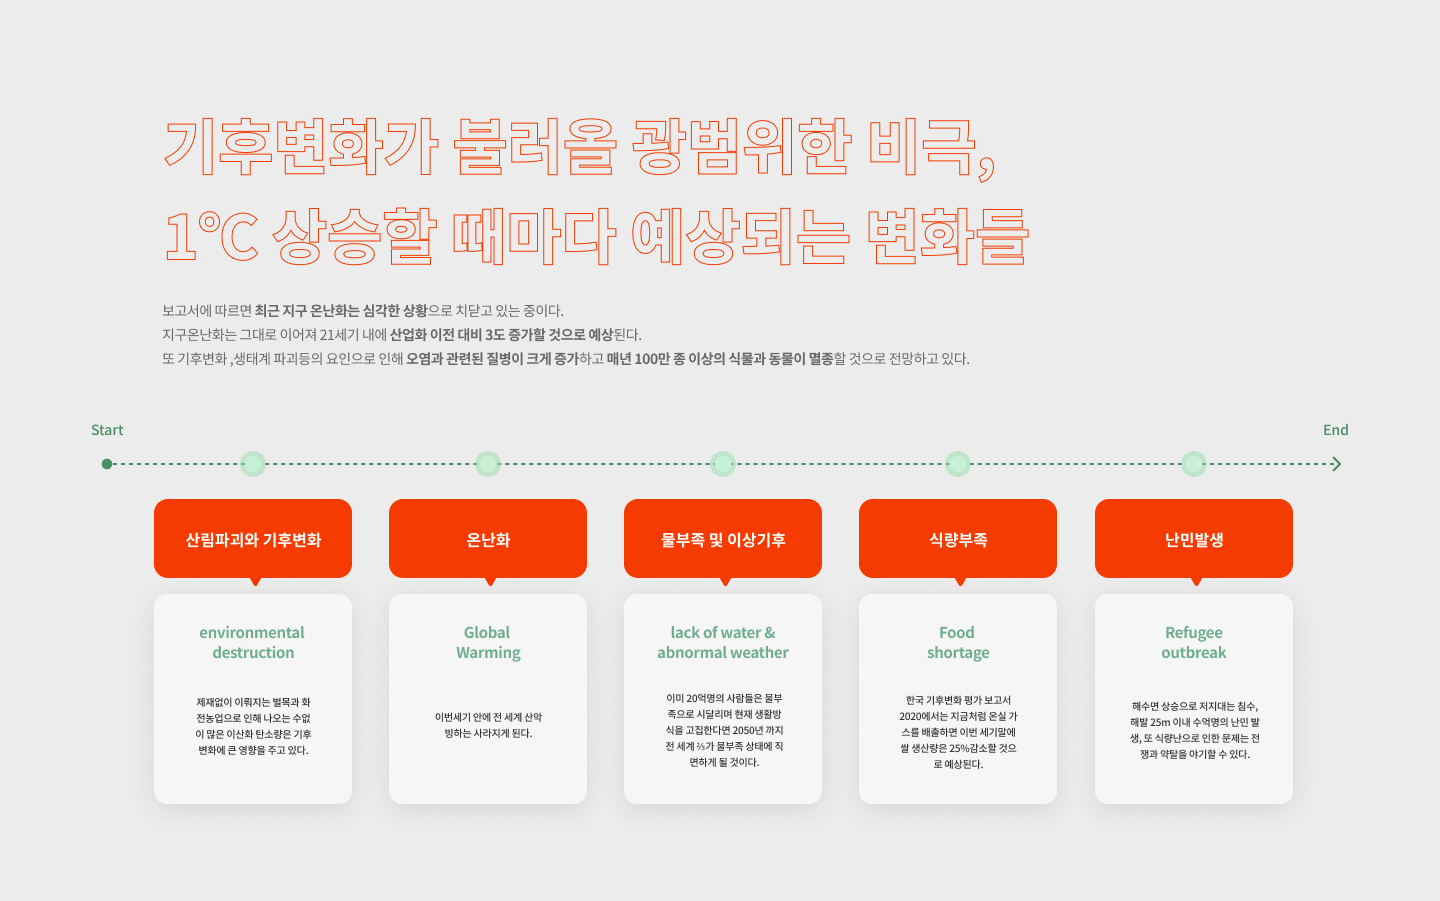 기후변화가 불러올 광범위한 비극,
1℃ 상승할 때마다 예상되는 변화들
보고서에 따르면 최근 지구 온난화는 심각한 상황으로 치닫고 있는 중이다.
지구온난화는 그대로 이어져 21세기 내에 산업화 이전 대비 3도 증가할 것으로 예상된다.
또 기후변화 ,생태계 파괴등의 요인으로 인해 오염과 관련된 질병이 크게 증가하고 매년 100만 종 이상의 식물과 동물이 멸종할 것으로 전망하고 있다.
Start
End
산림파괴와 기후변화
environmental
destruction
제재없이 이뤄지는 벌목과 화
전농업으로 인해 나오는 수없
이 많은 이산화 탄소량은 기후
변화에 큰 영향을 주고 있다.
온난화
Global
Warming
이번세기 안에 전 세계 산악
빙하는 사라지게 된다.
물부족 및 이상기후
lack of water &
abnormal weather
이미 20억명의 사람들은 물부
족으로 시달리며 현재 생활방
식을 고집한다면 2050년 까지
전 세계 ⅔가 물부족 상태에 직
면하게 될 것이다.
식량부족
Food
shortage
한국 기후변화 평가 보고서
2020에서는 지금처럼 온실 가
스를 배출하면 이번 세기말에
쌀 생산량은 25%감소할 것으
로 예상된다.
난민발생
Refugee
outbreak
해수면 상승으로 저지대는 침수,
해발 25m 이내 수억명의 난민 발
생, 또 식량난으로 인한 문제는 전
쟁과 약탈을 야기할 수 있다.